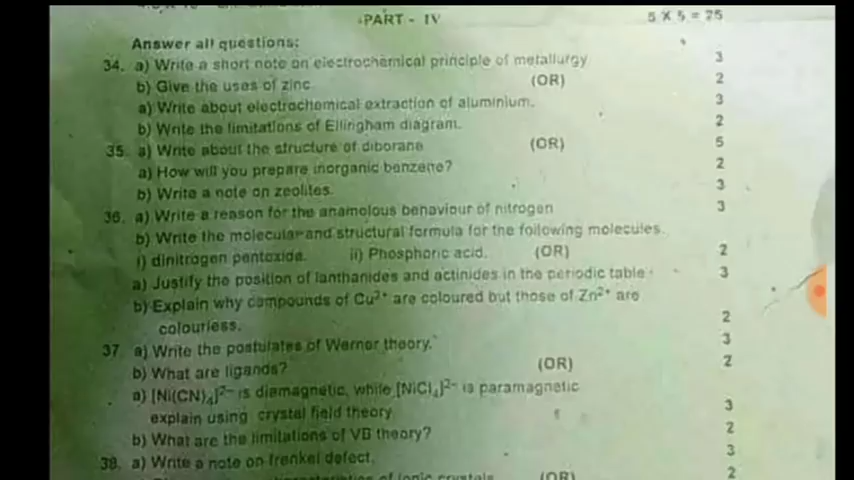 PART - IV 5 X 5 = 25
Answer all questions:
34. a) Write a short note on electrochemical principle of metallurgy 3
b) Give the uses of zinc (OR) 2
a) Write about electrochemical extraction of aluminium. 3
b) Write the limitations of Ellingham diagram. 2
35. a) Write about the structure of diborane (OR) 5
a) How will you prepare inorganic benzene? 2
b) Write a note on zeolites. 3
36. a) Write a reason for the anamolous behaviour of nitrogen 3
b) Write the molecular and structural formula for the following molecules.
i) dinitrogen pentoxide. ii) Phosphoric acid. (OR) 2
a) Justify the position of lanthanides and actinides in the periodic table 3
b) Explain why compounds of Cu²⁺ are coloured but those of Zn²⁺ are
colourless. 2
37. a) Write the postulates of Werner theory. 3
b) What are ligands? (OR) 2
a) [Ni(CN)₄]²⁻ is diamagnetic, while [NiCl₄]²⁻ is paramagnetic
explain using crystal field theory 3
b) What are the limitations of VB theory? 2
38. a) Write a note on frenkel defect. 3
of ionic crystals (OR) 2